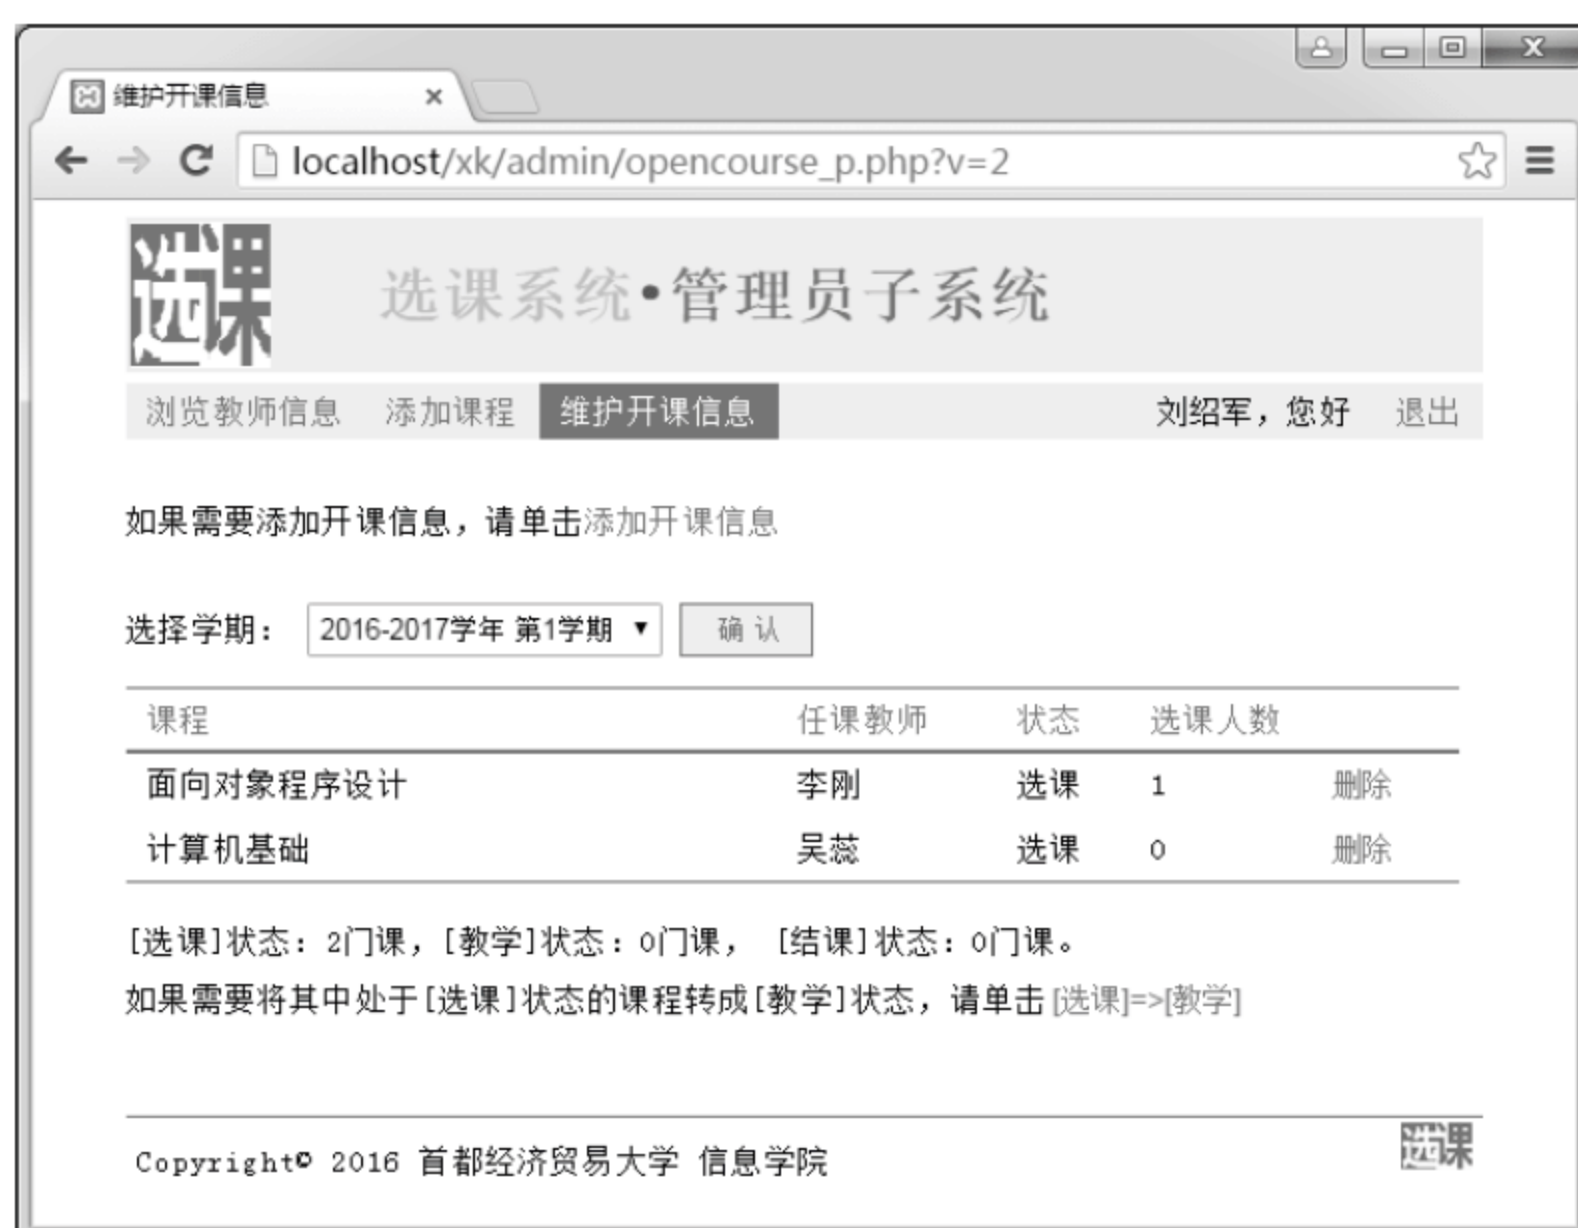 维护开课信息
localhost/xk/admin/opencourse_p.php?v=2
选课 选课系统•管理员子系统
浏览教师信息 添加课程 维护开课信息 刘绍军，您好 退出
如果需要添加开课信息，请单击添加开课信息
选择学期： 2016-2017学年 第1学期 确 认
课程 任课教师 状态 选课人数
面向对象程序设计 李刚 选课 1 删除
计算机基础 吴蕊 选课 0 删除
[选课]状态：2门课，[教学]状态：0门课， [结课]状态：0门课。
如果需要将其中处于[选课]状态的课程转成[教学]状态，请单击 [选课]=>[教学]
Copyright© 2016 首都经济贸易大学 信息学院 选课